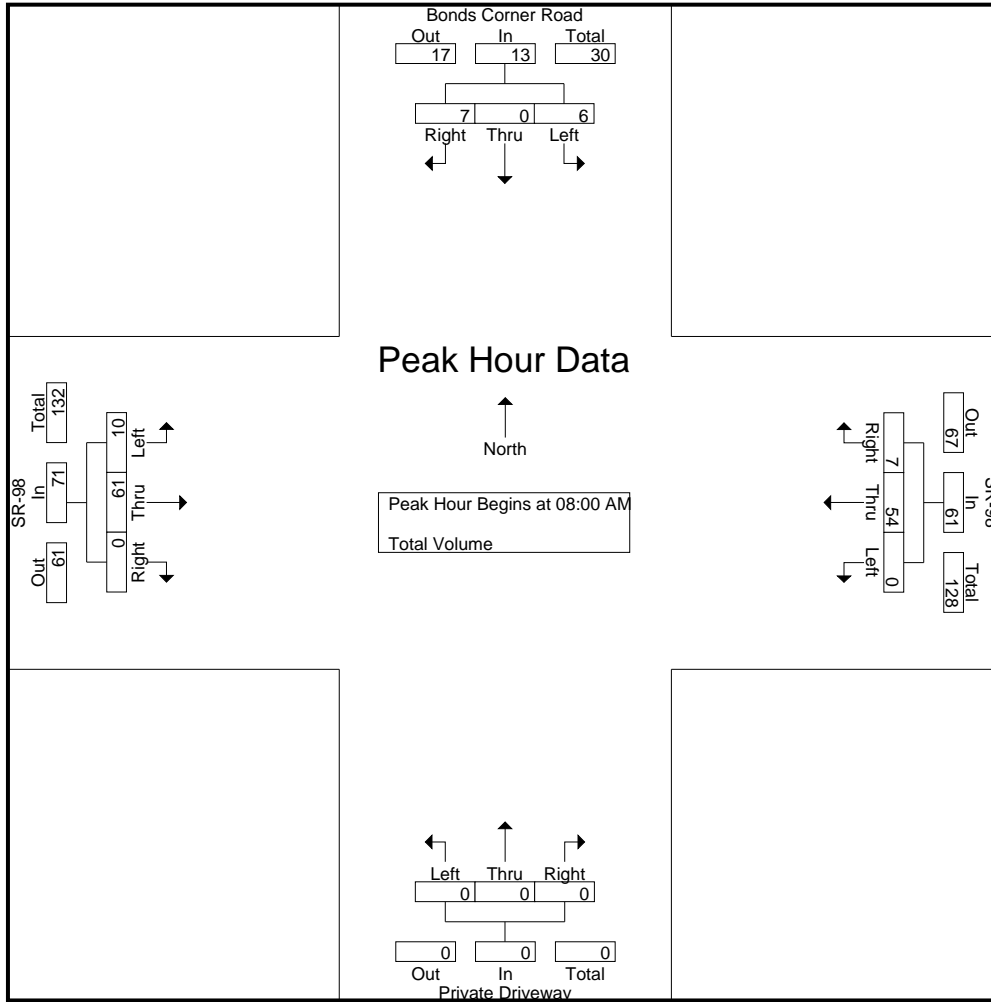 Bonds Corner Road
Out In Total
17 13 30
7 0 6
Right Thru Left
Peak Hour Data
North
Peak Hour Begins at 08:00 AM
Total Volume
SR-98
Total In Out
132 71 61
10 61 0
Left Thru Right
Right Thru Left
7 54 0
Out In Total
67 61 128
SR-98
Left Thru Right
0 0 0
0 0 0
Out In Total
Private Driveway